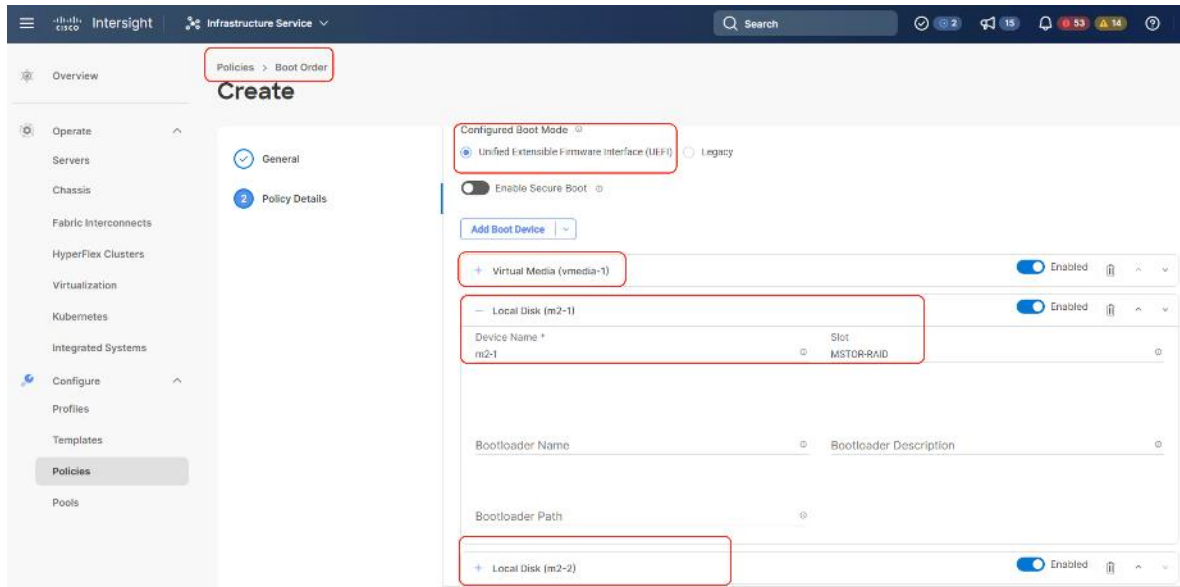 cisco Intersight Infrastructure Service Search 2 15 53 14
Overview
Operate
Servers
Chassis
Fabric Interconnects
HyperFlex Clusters
Virtualization
Kubernetes
Integrated Systems
Configure
Profiles
Templates
Policies
Pools
Policies > Boot Order
Create
General
2 Policy Details
Configured Boot Mode
Unified Extensible Firmware Interface (UEFI) Legacy
Enable Secure Boot
Add Boot Device
+ Virtual Media (vmedia-1) Enabled
− Local Disk (m2-1) Enabled
Device Name * Slot
m2-1 MSTOR-RAID
Bootloader Name Bootloader Description
Bootloader Path
+ Local Disk (m2-2) Enabled